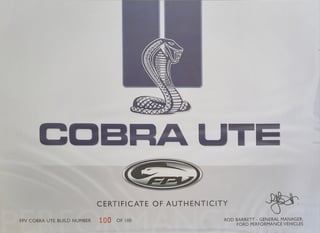 COBRA UTE
FPV
CERTIFICATE OF AUTHENTICITY
FPV COBRA UTE BUILD NUMBER 100 OF 100
ROD BARRETT - GENERAL MANAGER,
FORD PERFORMANCE VEHICLES